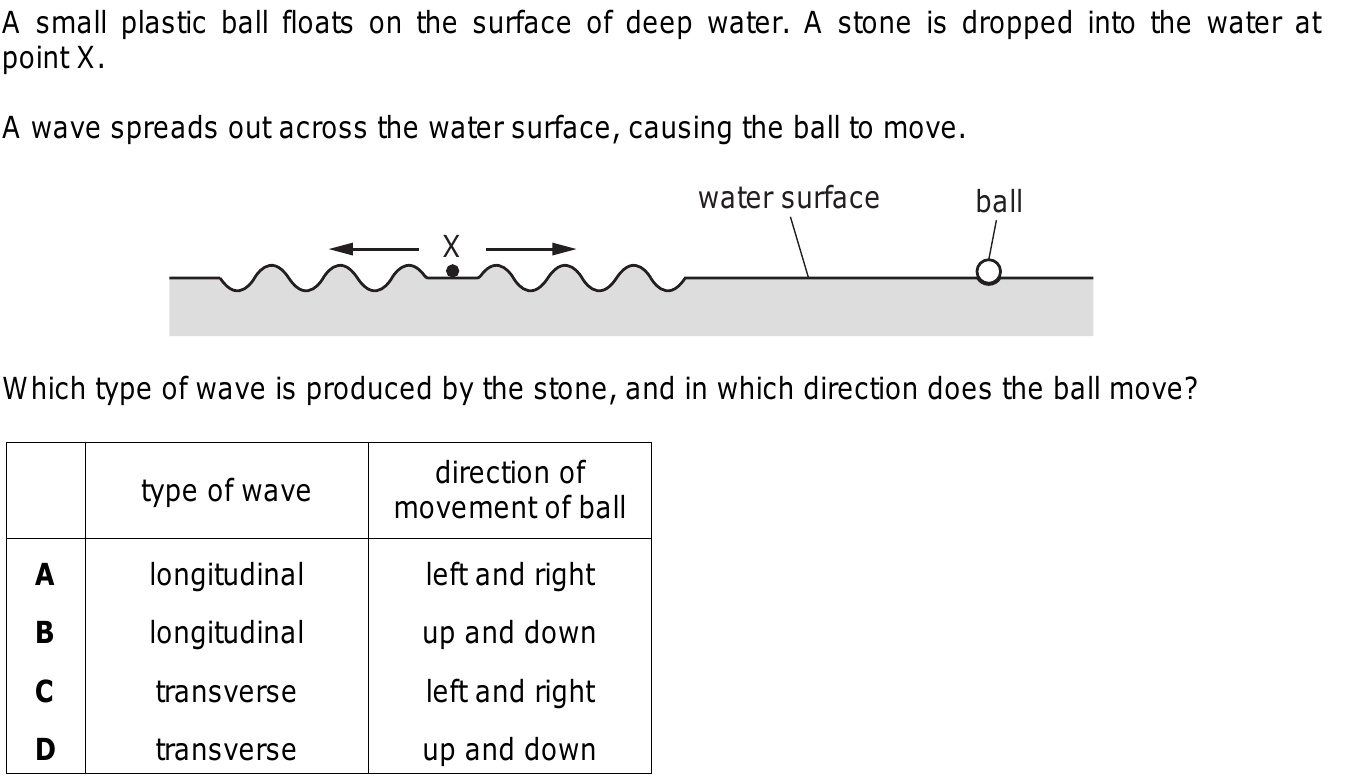 A small plastic ball floats on the surface of deep water. A stone is dropped into the water at
point X.
A wave spreads out across the water surface, causing the ball to move.
water surface
ball
X
Which type of wave is produced by the stone, and in which direction does the ball move?
type of wave
direction of
movement of ball
A longitudinal left and right
B longitudinal up and down
C transverse left and right
D transverse up and down